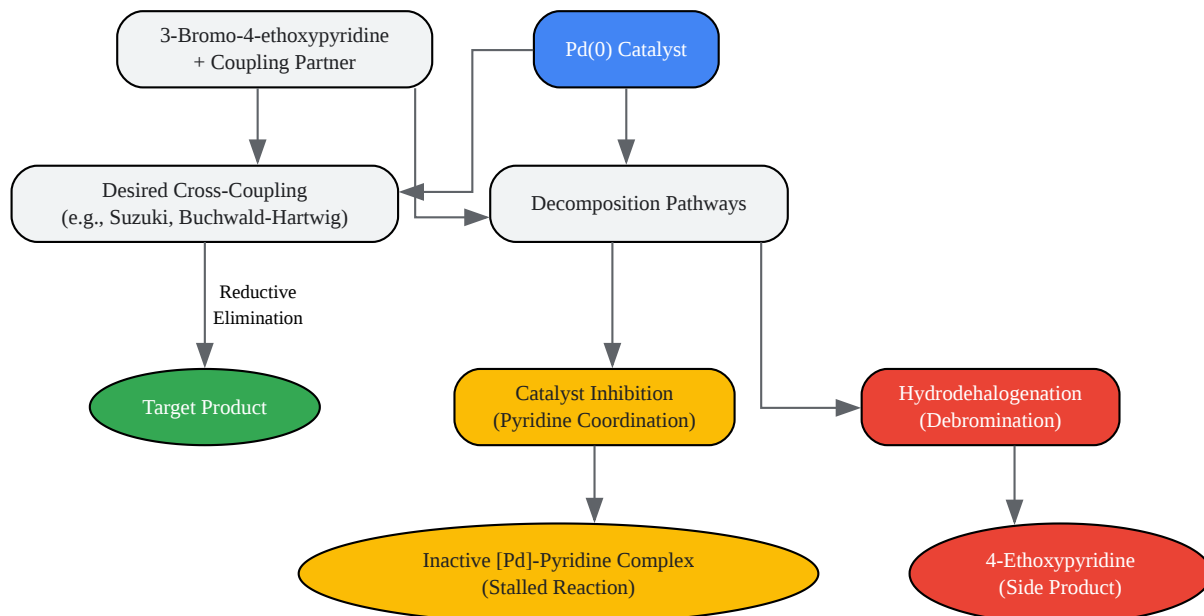 3-Bromo-4-ethoxypyridine
+ Coupling Partner
Pd(0) Catalyst
Desired Cross-Coupling
(e.g., Suzuki, Buchwald-Hartwig)
Decomposition Pathways
Reductive
Elimination
Target Product
Catalyst Inhibition
(Pyridine Coordination)
Hydrodehalogenation
(Debromination)
Inactive [Pd]-Pyridine Complex
(Stalled Reaction)
4-Ethoxypyridine
(Side Product)